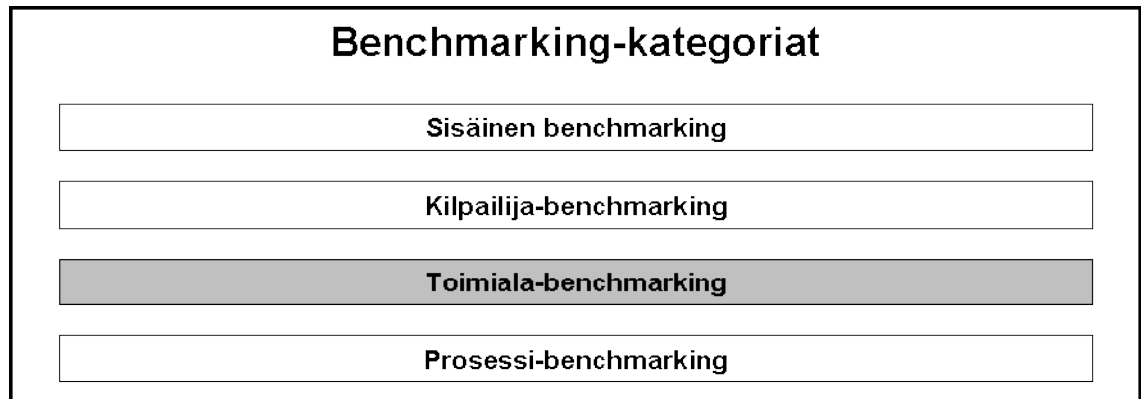 Benchmarking-kategoriat
Sisäinen benchmarking
Kilpailija-benchmarking
Toimiala-benchmarking
Prosessi-benchmarking